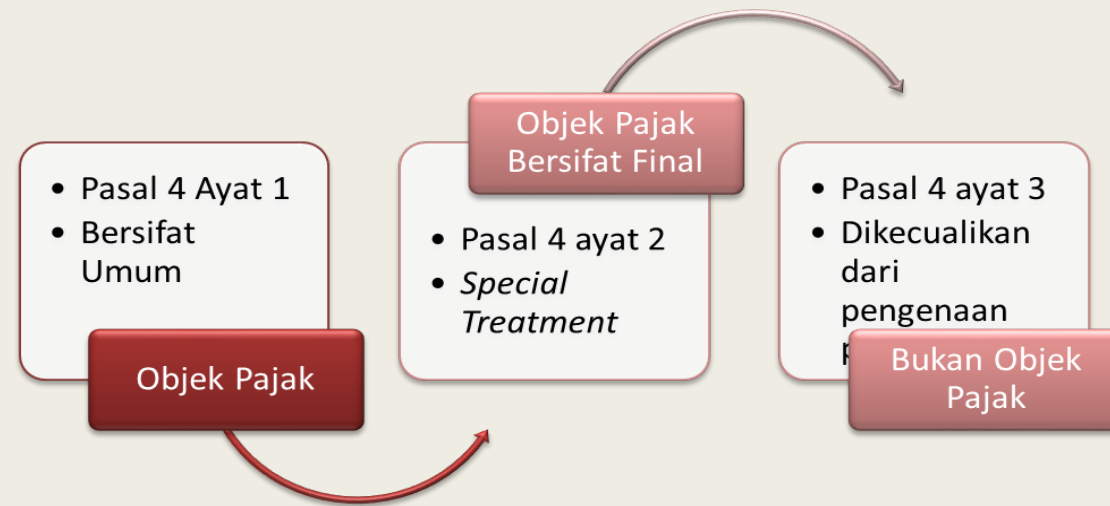 • Pasal 4 Ayat 1
• Bersifat
Umum
Objek Pajak
Objek Pajak
Bersifat Final
• Pasal 4 ayat 2
• Special
Treatment
• Pasal 4 ayat 3
• Dikecualikan
dari
pengenaan
Bukan Objek
Pajak